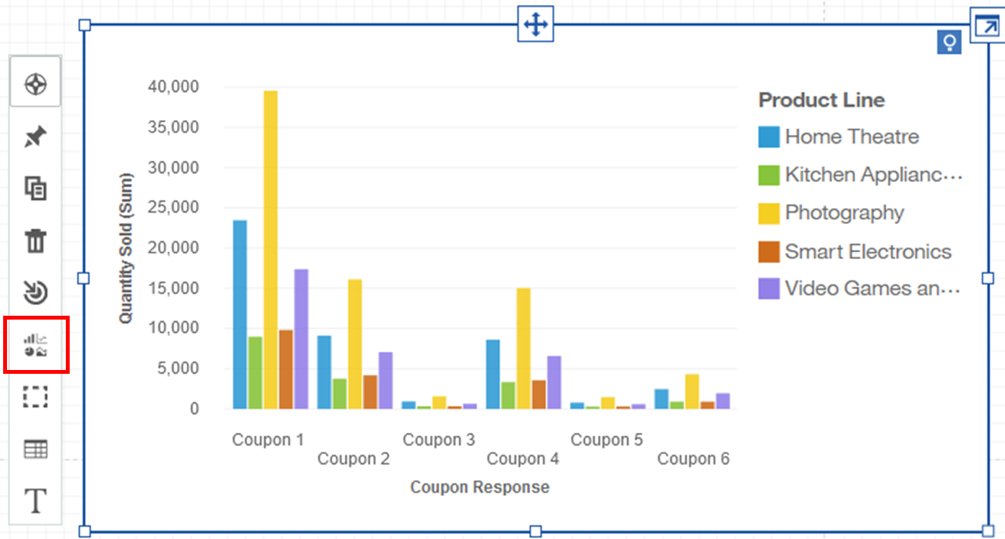 40,000
35,000
30,000
25,000
20,000
15,000
10,000
5,000
0
Quantity Sold (Sum)
Coupon 1
Coupon 2
Coupon 3
Coupon 4
Coupon 5
Coupon 6
Coupon Response
Product Line
Home Theatre
Kitchen Applianc...
Photography
Smart Electronics
Video Games an...
T